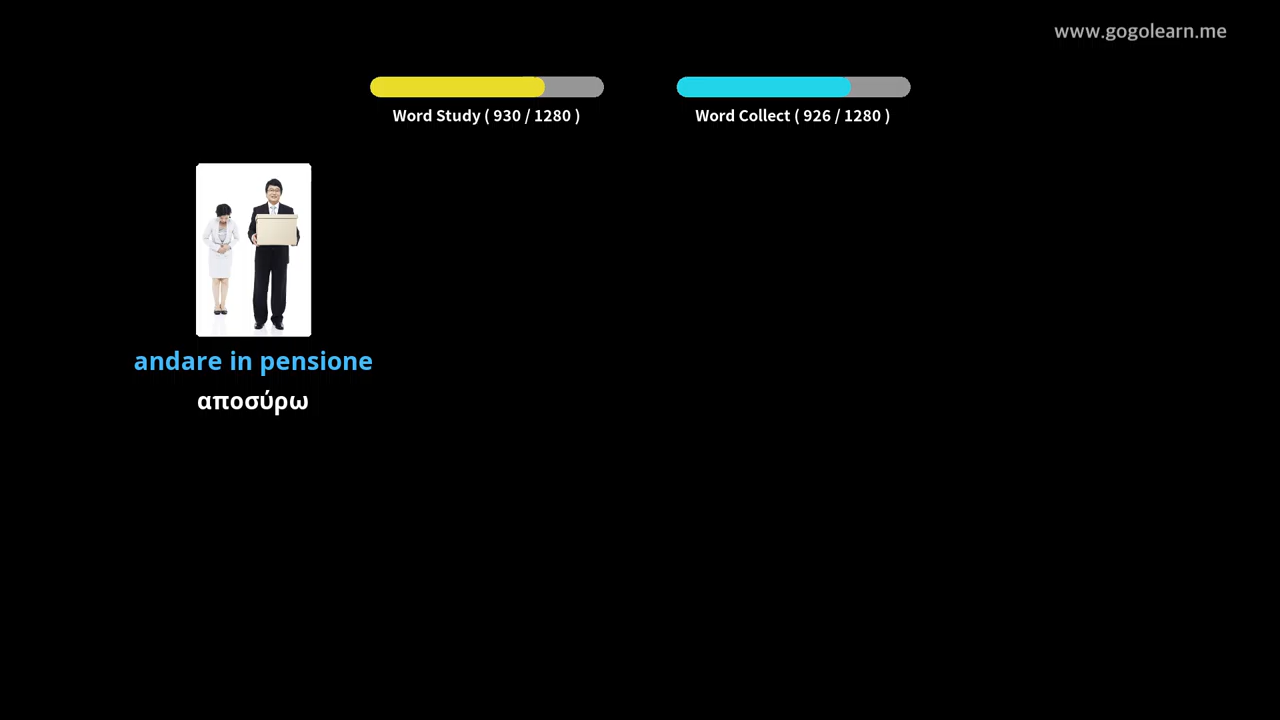 www.gogolearn.me
Word Study ( 930 / 1280 )
Word Collect ( 926 / 1280 )
andare in pensione
αποσύρω